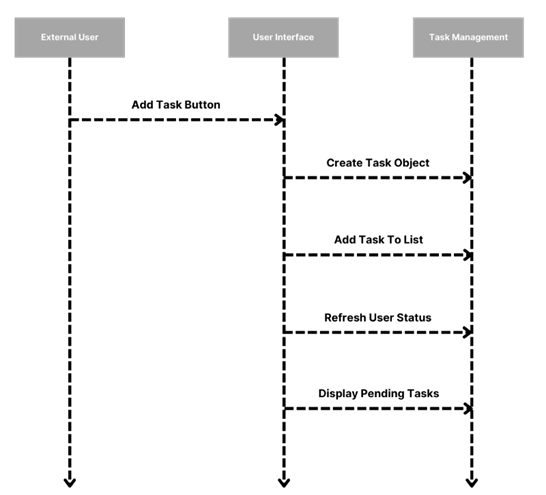 External User
User Interface
Task Management
Add Task Button
Create Task Object
Add Task To List
Refresh User Status
Display Pending Tasks